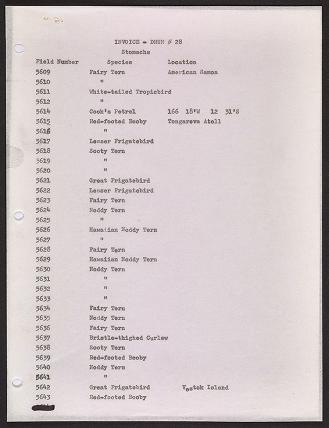 INVOICE - DRUM # 28
Stomachs
Field Number Species Location
5609 Fairy Tern American Samoa
5610 "
5611 White-tailed Tropicbird
5612 "
5614 Cook's Petrel 166 18'W 12 31'S
5615 Red-footed Booby Tongareva Atoll
5616 "
5617 Lesser Frigatebird
5618 Sooty Tern
5619 "
5620 "
5621 Great Frigatebird
5622 Lesser Frigatebird
5623 Fairy Tern
5624 Noddy Tern
5625 "
5626 Hawaiian Noddy Tern
5627 "
5628 Fairy Tern
5629 Hawaiian Noddy Tern
5630 Noddy Tern
5631 "
5632 "
5633 "
5634 Fairy Tern
5635 Noddy Tern
5636 Fairy Tern
5637 Bristle-thighed Curlew
5638 Sooty Tern
5639 Red-footed Booby
5640 Noddy Tern
5641 "
5642 Great Frigatebird Vostok Island
5643 Red-footed Booby